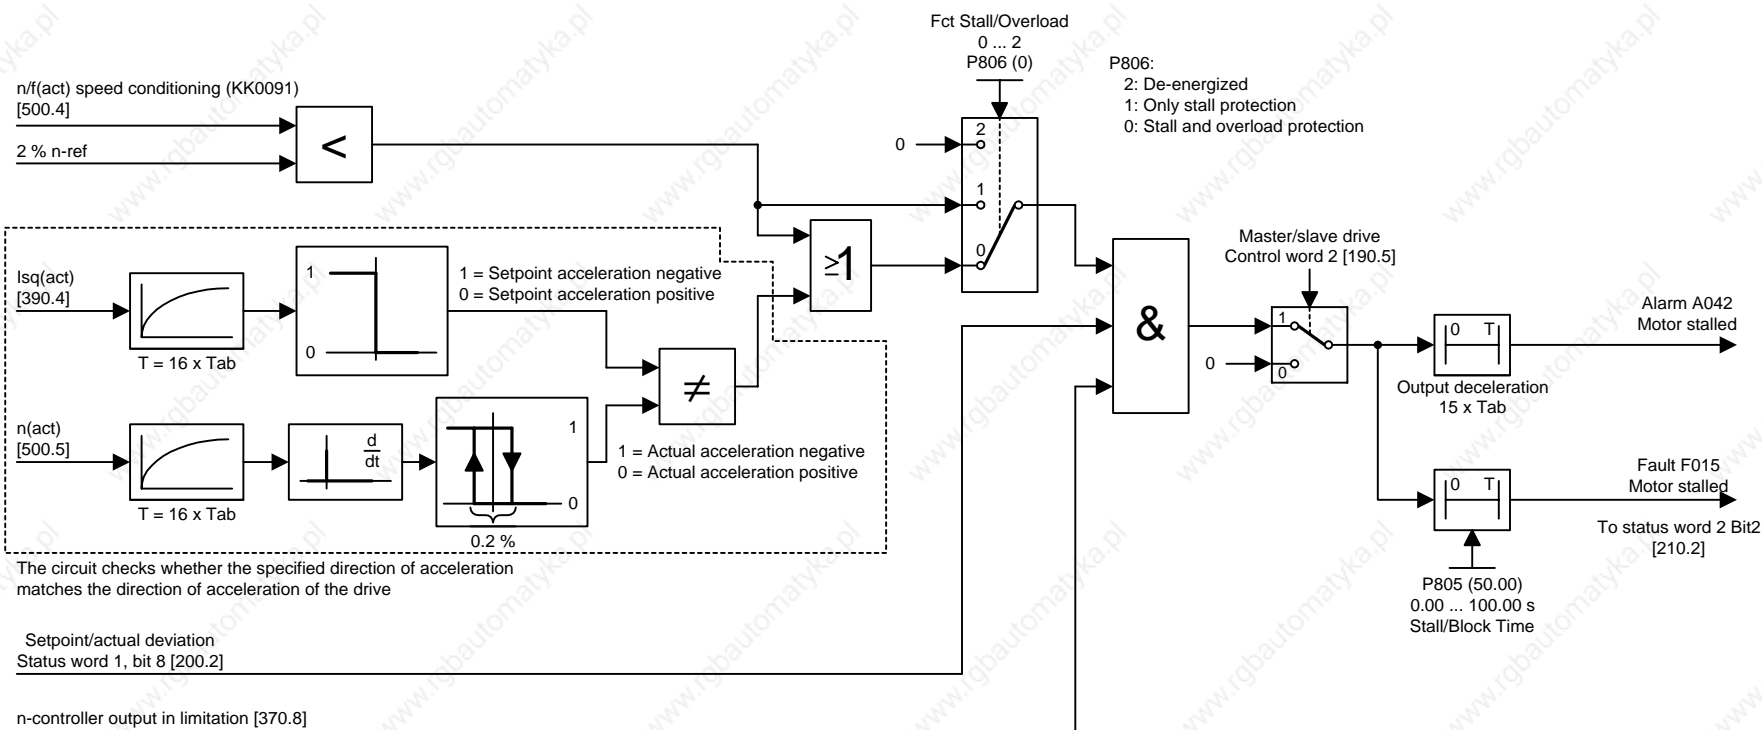 Fct Stall/Overload
0 ... 2
P806 (0)
P806:
2: De-energized
1: Only stall protection
0: Stall and overload protection
n/f(act) speed conditioning (KK0091)
[500.4]
2 % n-ref
<
0
2
1
0
≥1
Isq(act)
[390.4]
T = 16 x Tab
1
0
1 = Setpoint acceleration negative
0 = Setpoint acceleration positive
≠
n(act)
[500.5]
T = 16 x Tab
d
dt
1
0
0.2 %
1 = Actual acceleration negative
0 = Actual acceleration positive
The circuit checks whether the specified direction of acceleration
matches the direction of acceleration of the drive
&
Master/slave drive
Control word 2 [190.5]
1
0
0
0 T
Output deceleration
15 x Tab
Alarm A042
Motor stalled
0 T
Fault F015
Motor stalled
To status word 2 Bit2
[210.2]
P805 (50.00)
0.00 ... 100.00 s
Stall/Block Time
Setpoint/actual deviation
Status word 1, bit 8 [200.2]
n-controller output in limitation [370.8]
www.rgbautomatyka.pl